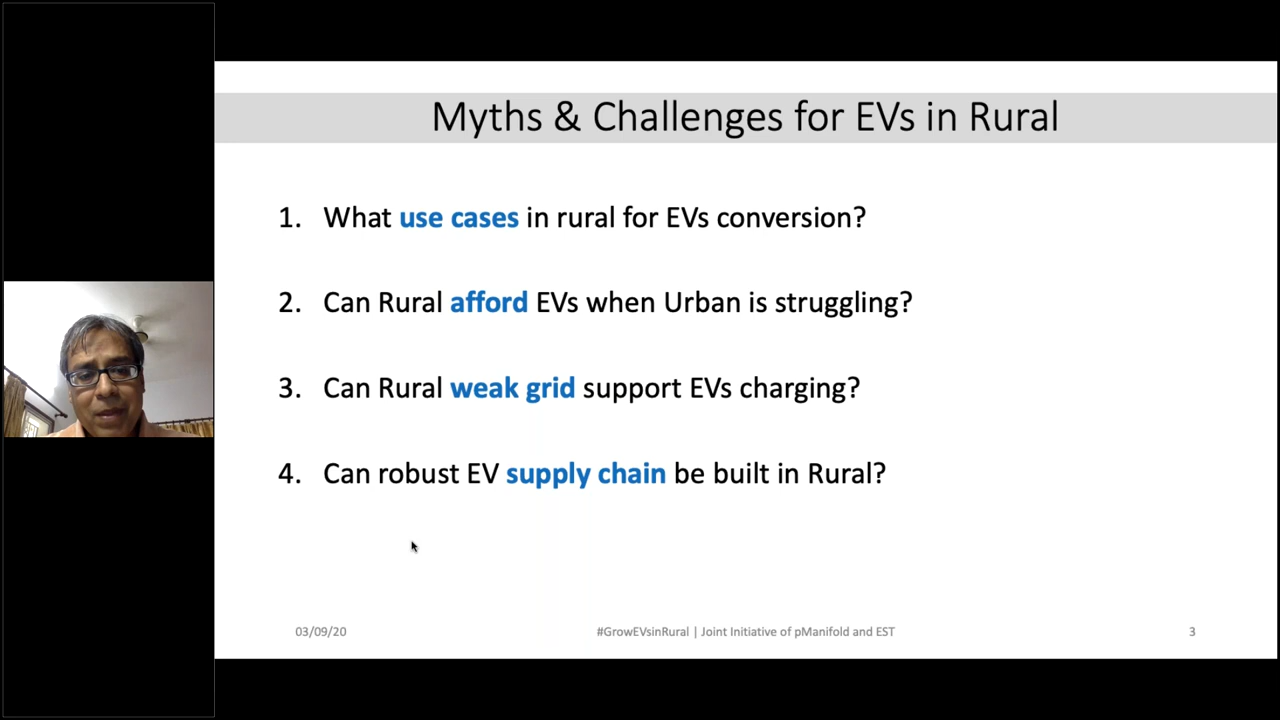 Myths & Challenges for EVs in Rural
1. What use cases in rural for EVs conversion?
2. Can Rural afford EVs when Urban is struggling?
3. Can Rural weak grid support EVs charging?
4. Can robust EV supply chain be built in Rural?
03/09/20
#GrowEVsinRural | Joint Initiative of pManifold and EST
3